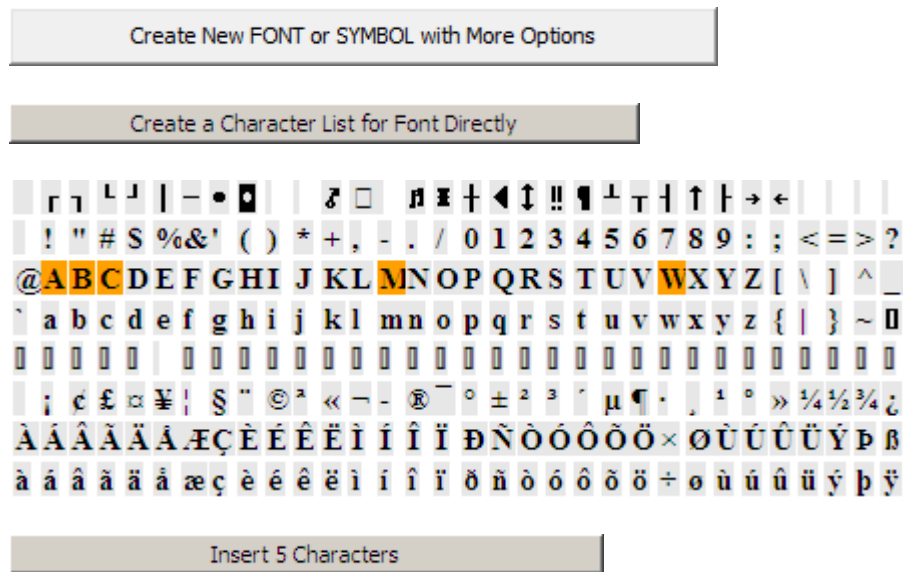 Create New FONT or SYMBOL with More Options
Create a Character List for Font Directly
┌ ┐ └ ┘ │ − • ◘ ♪ □ ♫ ¤ ┼ ◄ ↕ ‼ ¶ ┴ ┬ ┤ ↑ ├ → ←
! " # $ % & ' ( ) * + , - . / 0 1 2 3 4 5 6 7 8 9 : ; < = > ?
@ A B C D E F G H I J K L M N O P Q R S T U V W X Y Z [ \ ] ^ _
` a b c d e f g h i j k l m n o p q r s t u v w x y z { | } ~ ▯
▯ ▯ ▯ ▯ ▯ ▯ ▯ ▯ ▯ ▯ ▯ ▯ ▯ ▯ ▯ ▯ ▯ ▯ ▯ ▯ ▯ ▯ ▯ ▯ ▯ ▯ ▯ ▯ ▯ ▯ ▯
¡ ¢ £ ¤ ¥ ¦ § ¨ © ª « ¬ - ® ¯ ° ± ² ³ ´ µ ¶ · ¸ ¹ º » ¼ ½ ¾ ¿
À Á Â Ã Ä Å Æ Ç È É Ê Ë Ì Í Î Ï Ð Ñ Ò Ó Ô Õ Ö × Ø Ù Ú Û Ü Ý Þ ß
à á â ã ä å æ ç è é ê ë ì í î ï ð ñ ò ó ô õ ö ÷ ø ù ú û ü ý þ ÿ
Insert 5 Characters